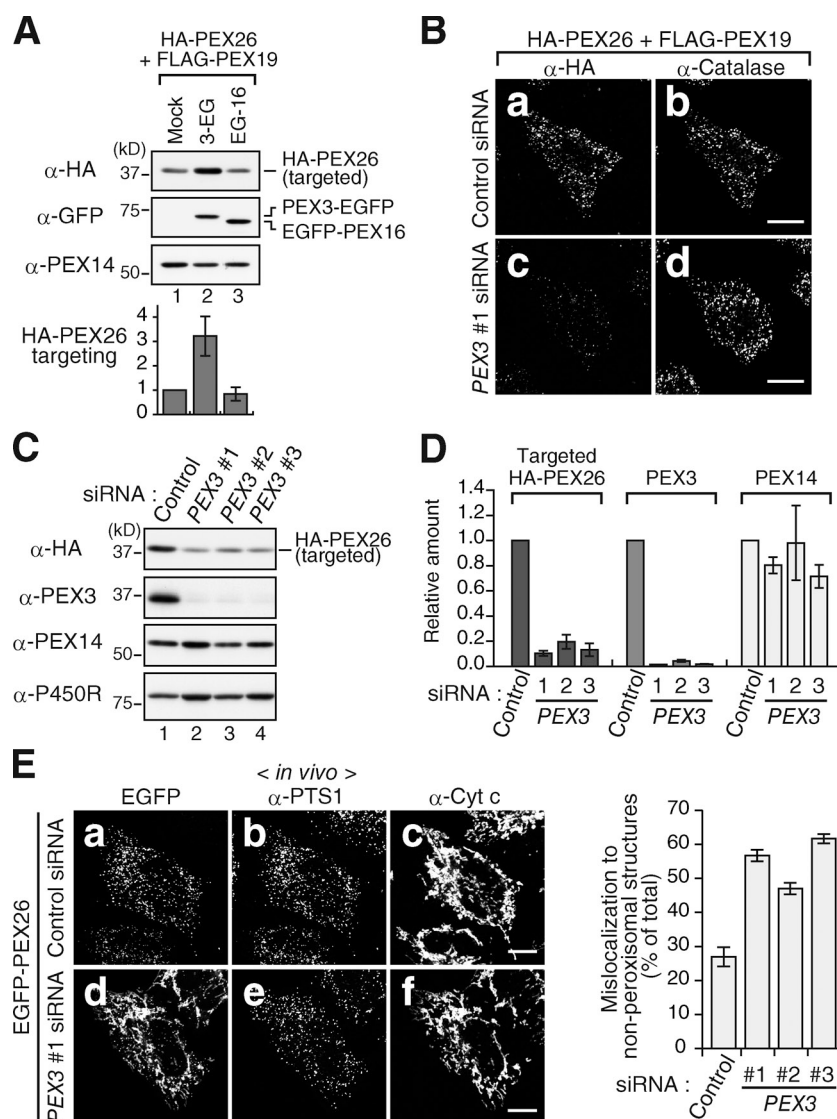 A
HA-PEX26
+ FLAG-PEX19
Mock
3-EG
EG-16
(kD)
α-HA
37
HA-PEX26
(targeted)
α-GFP
75
PEX3-EGFP
EGFP-PEX16
α-PEX14
50
1 2 3
HA-PEX26
targeting
4
3
2
1
0
B
HA-PEX26 + FLAG-PEX19
α-HA α-Catalase
Control siRNA
a b
PEX3 #1 siRNA
c d
C
siRNA :
Control
PEX3 #1
PEX3 #2
PEX3 #3
(kD)
α-HA
37
HA-PEX26
(targeted)
α-PEX3
37
α-PEX14
50
α-P450R
75
1 2 3 4
D
Targeted
HA-PEX26
PEX3
PEX14
Relative amount
1.4
1.2
1.0
0.8
0.6
0.4
0.2
0
siRNA :
Control
1 2 3
PEX3
Control
1 2 3
PEX3
Control
1 2 3
PEX3
E
< in vivo >
EGFP α-PTS1 α-Cyt c
EGFP-PEX26
Control siRNA
a b c
PEX3 #1 siRNA
d e f
Mislocalization to
non-peroxisomal structures
(% of total)
70
60
50
40
30
20
10
0
siRNA :
Control
#1 #2 #3
PEX3